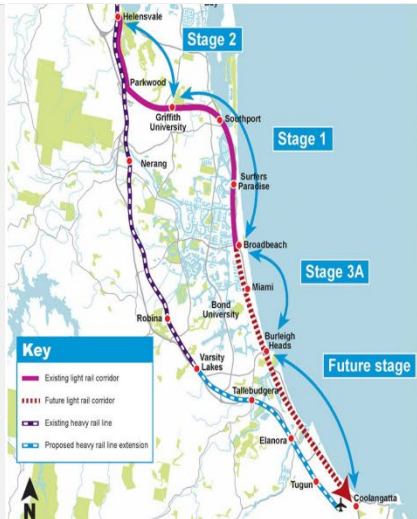 Bay
Helensvale
Stage 2
Parkwood
Griffith
University
Southport
Stage 1
Nerang
Surfers
Paradise
Broadbeach
Stage 3A
Miami
Bond
University
Robina
Burleigh
Heads
Varsity
Lakes
Future stage
Tallebudgera
Elanora
Tugun
Coolangatta
Key
Existing light rail corridor
Future light rail corridor
Existing heavy rail line
Proposed heavy rail line extension
N